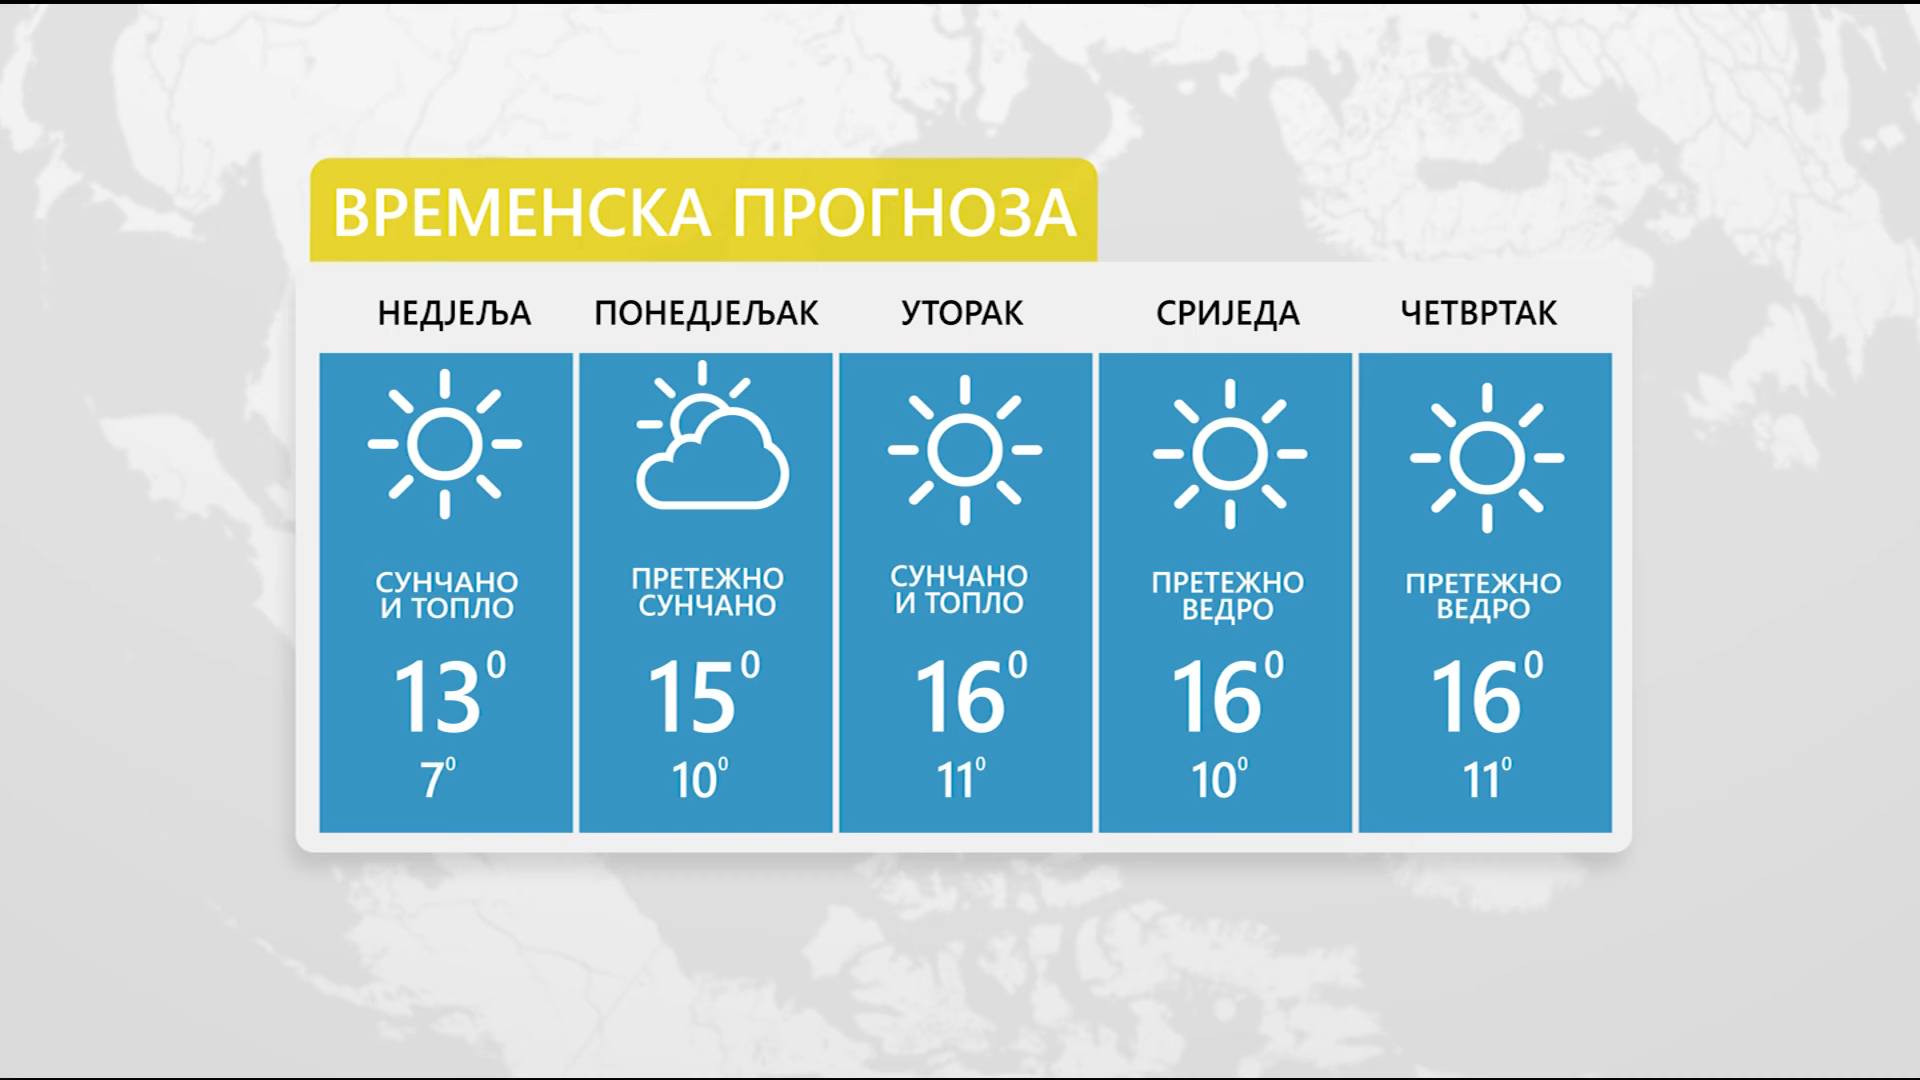 ВРЕМЕНСКА ПРОГНОЗА
НЕДЈЕЉА ПОНЕДЈЕЉАК УТОРАК СРИЈЕДА ЧЕТВРТАК
СУНЧАНО
И ТОПЛО
13⁰
7⁰
ПРЕТЕЖНО
СУНЧАНО
15⁰
10⁰
СУНЧАНО
И ТОПЛО
16⁰
11⁰
ПРЕТЕЖНО
ВЕДРО
16⁰
10⁰
ПРЕТЕЖНО
ВЕДРО
16⁰
11⁰